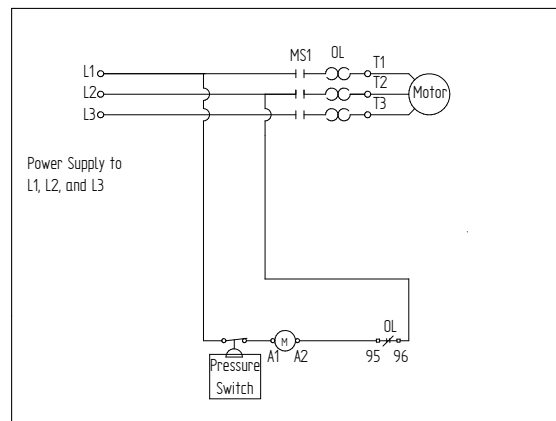 MS1 OL
L1 T1
L2 T2
Motor
L3 T3
Power Supply to
L1, L2, and L3
OL
M
A1 A2 95 96
Pressure
Switch